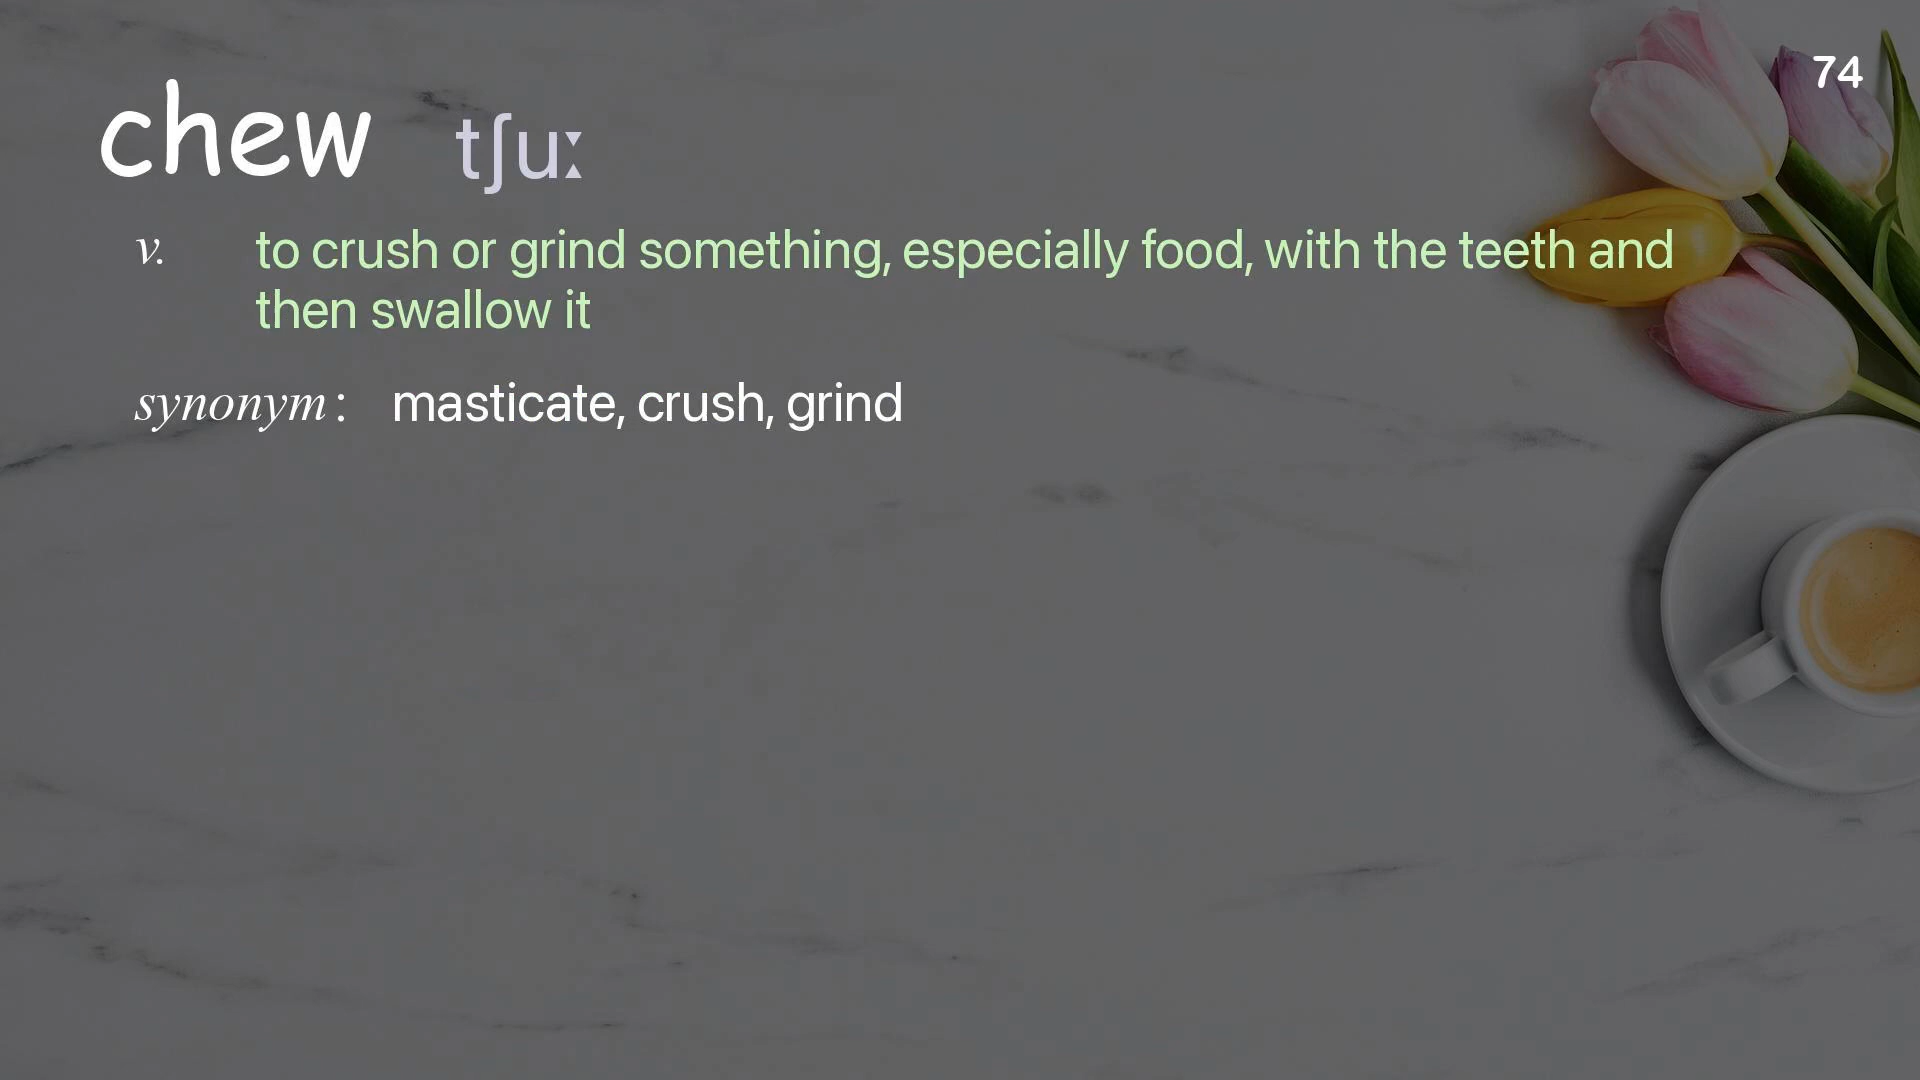 74
chew tʃuː
v. to crush or grind something, especially food, with the teeth and
then swallow it
synonym : masticate, crush, grind